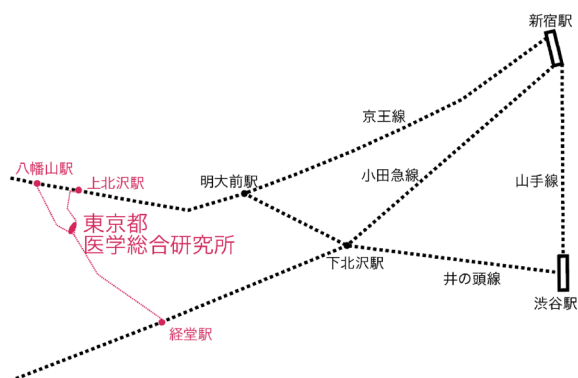 新宿駅
京王線
八幡山駅
上北沢駅
明大前駅
小田急線
山手線
東京都
医学総合研究所
下北沢駅
井の頭線
渋谷駅
経堂駅